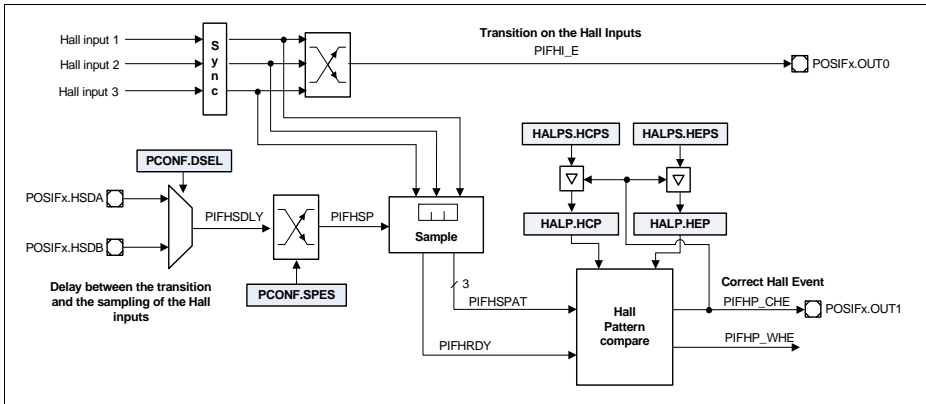 Hall input 1
Hall input 2
Hall input 3
Sync
Transition on the Hall Inputs
PIFHI_E
POSIFx.OUT0
HALPS.HCPS
HALPS.HEPS
PCONF.DSEL
POSIFx.HSDA
POSIFx.HSDB
PIFHSDLY
PIFHSP
Sample
HALP.HCP
HALP.HEP
Delay between the transition
and the sampling of the Hall
inputs
PCONF.SPES
3
PIFHSPAT
PIFHRDY
Hall
Pattern
compare
Correct Hall Event
PIFHP_CHE
POSIFx.OUT1
PIFHP_WHE